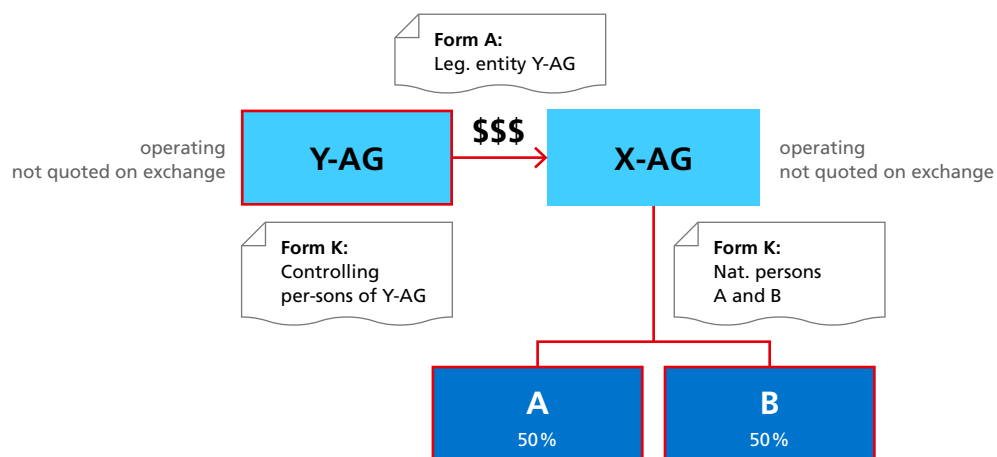 Form A:
Leg. entity Y-AG
operating
not quoted on exchange
Y-AG
$$$
X-AG
operating
not quoted on exchange
Form K:
Controlling
per-sons of Y-AG
Form K:
Nat. persons
A and B
A
50%
B
50%